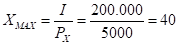 X_MAX = I / P_X = 200.000 / 5000 = 40